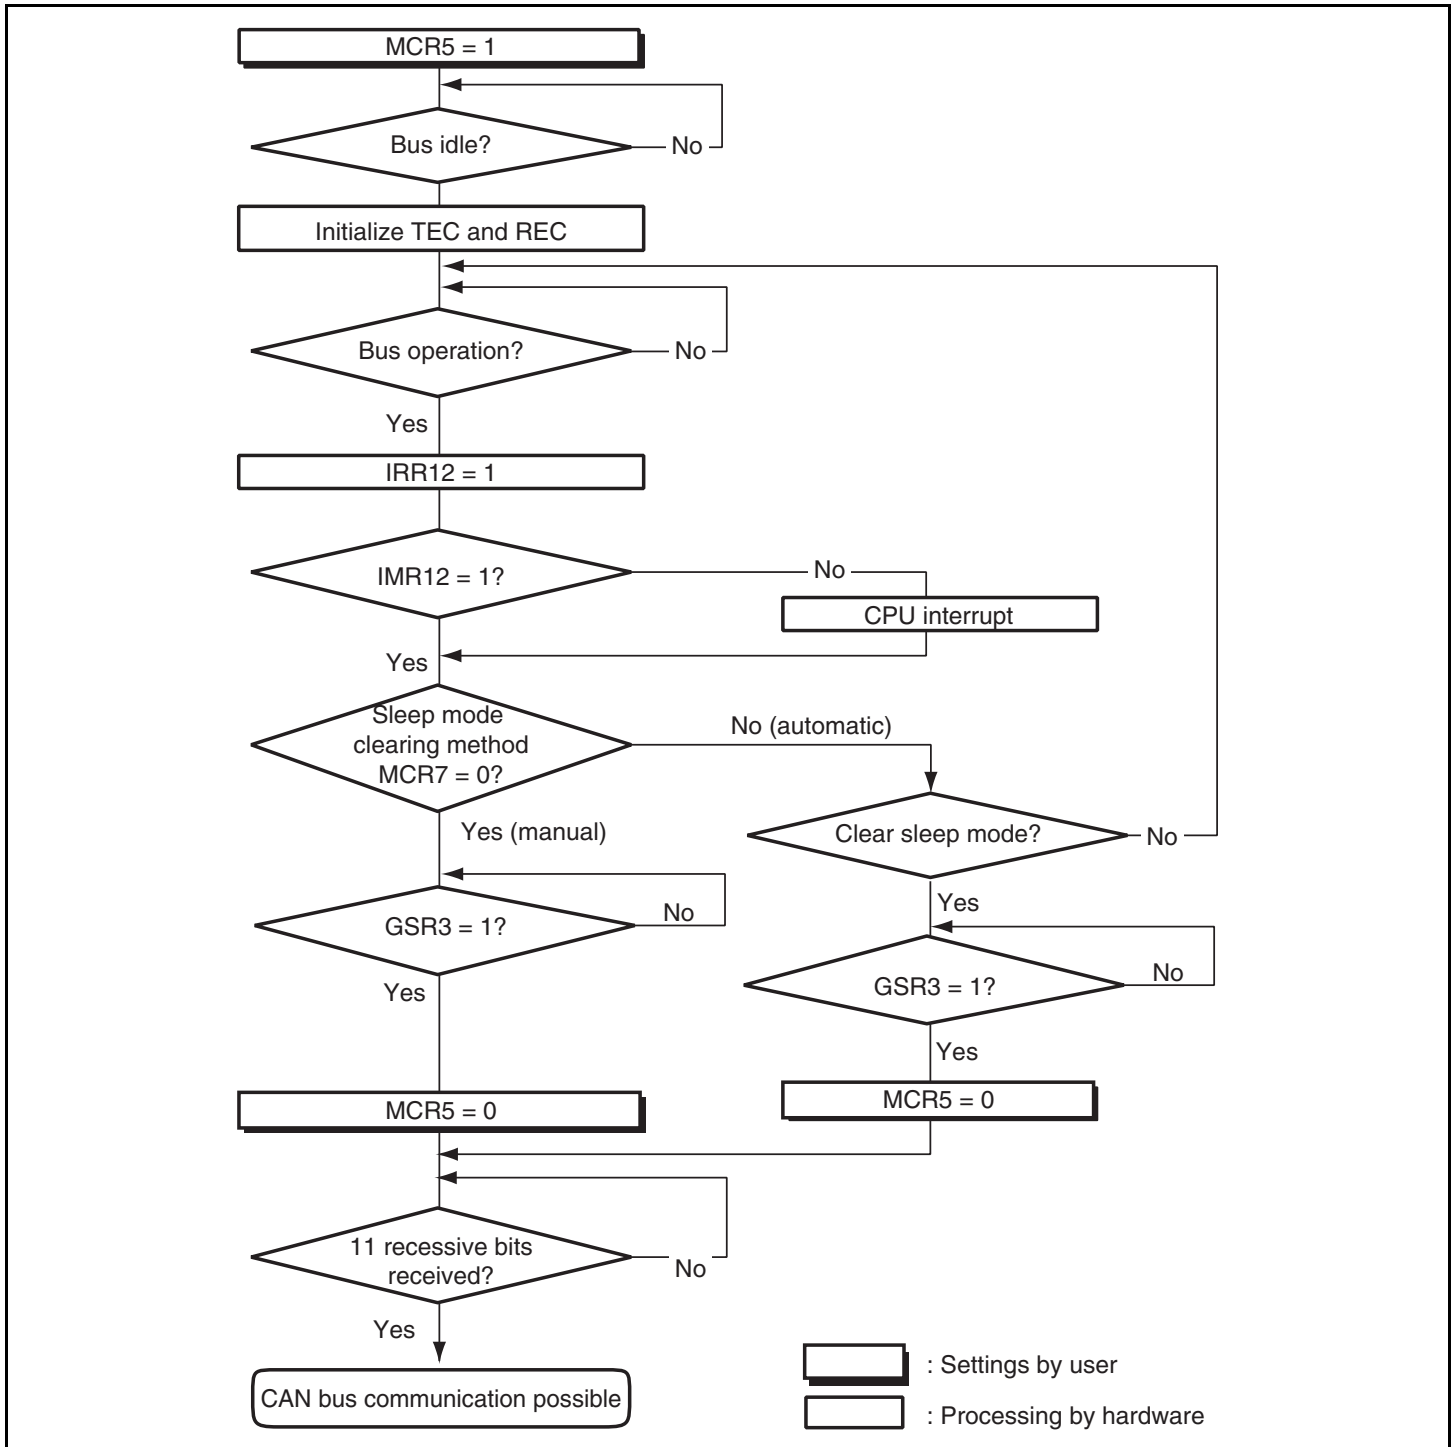 MCR5 = 1
Bus idle?
No
Initialize TEC and REC
Bus operation?
No
Yes
IRR12 = 1
IMR12 = 1?
No
CPU interrupt
Yes
Sleep mode
clearing method
MCR7 = 0?
No (automatic)
Yes (manual)
Clear sleep mode?
No
Yes
GSR3 = 1?
No
Yes
GSR3 = 1?
No
Yes
MCR5 = 0
MCR5 = 0
11 recessive bits
received?
No
Yes
CAN bus communication possible
: Settings by user
: Processing by hardware